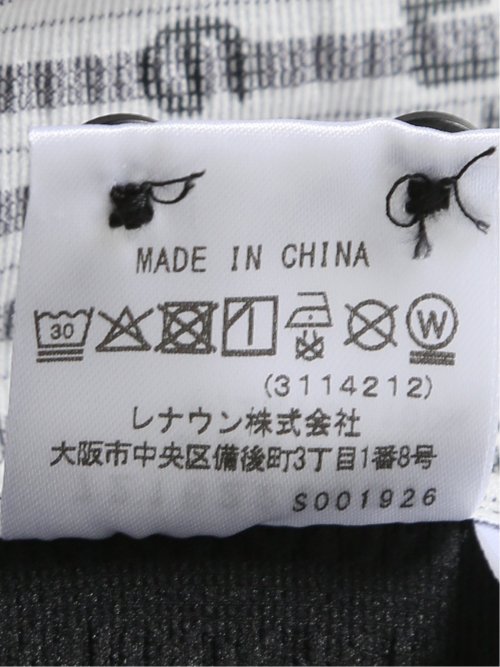 MADE IN CHINA
30 W
(3114212)
レナウン株式会社
大阪市中央区備後町3丁目1番8号
S001926